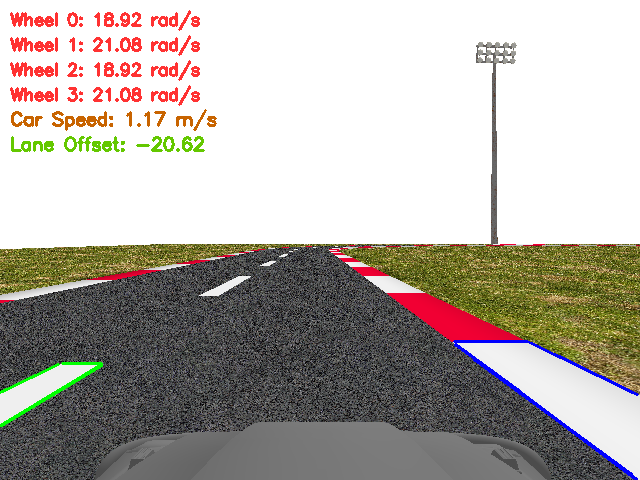 Wheel 0: 18.92 rad/s
Wheel 1: 21.08 rad/s
Wheel 2: 18.92 rad/s
Wheel 3: 21.08 rad/s
Car Speed: 1.17 m/s
Lane Offset: -20.62